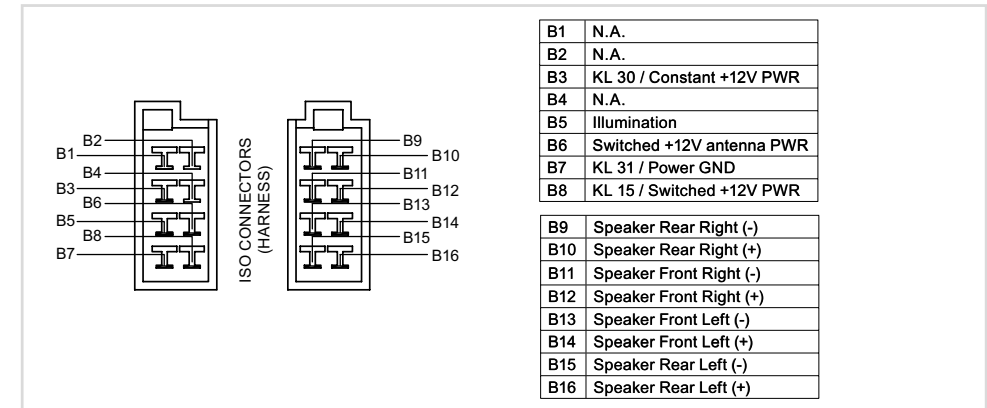 B2
B1
B4
B3
B6
B5
B8
B7
ISO CONNECTORS
(HARNESS)
B9
B10
B11
B12
B13
B14
B15
B16
B1 N.A.
B2 N.A.
B3 KL 30 / Constant +12V PWR
B4 N.A.
B5 Illumination
B6 Switched +12V antenna PWR
B7 KL 31 / Power GND
B8 KL 15 / Switched +12V PWR
B9 Speaker Rear Right (-)
B10 Speaker Rear Right (+)
B11 Speaker Front Right (-)
B12 Speaker Front Right (+)
B13 Speaker Front Left (-)
B14 Speaker Front Left (+)
B15 Speaker Rear Left (-)
B16 Speaker Rear Left (+)